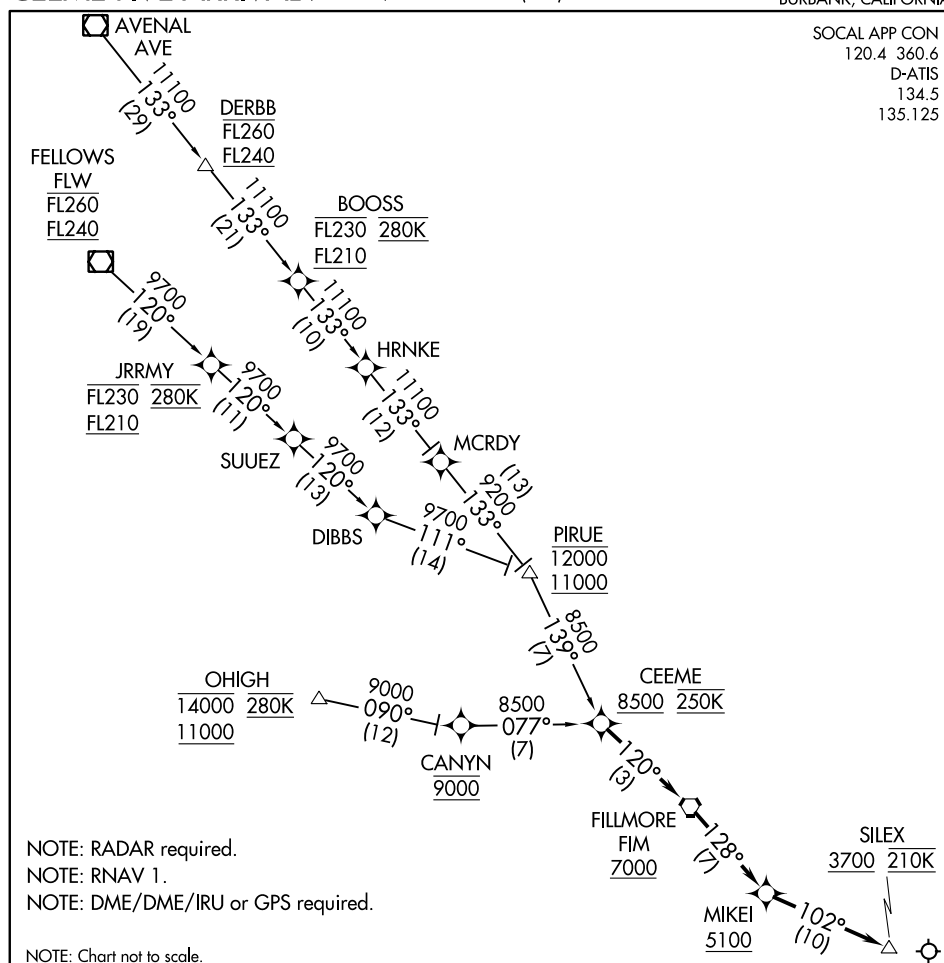 BURBANK, CALIFORNIA
SOCAL APP CON
120.4 360.6
D-ATIS
134.5
135.125
AVENAL
AVE
11100
133°
(29)
DERBB
FL260
FL240
FELLOWS
FLW
FL260
FL240
11100
133°
(21)
BOOSS
FL230 280K
FL210
9700
120°
(19)
11100
133°
(10)
HRNKE
JRRMY
FL230 280K
FL210
9700
120°
(11)
11100
133°
(12)
MCRDY
SUUEZ
9700
120°
(13)
(13)
9200
133°
DIBBS
9700
111°
(14)
PIRUE
12000
11000
8500
139°
(7)
OHIGH
14000 280K
11000
9000
090°
(12)
CANYN
9000
8500
077°
(7)
CEEME
8500 250K
120°
(3)
FILLMORE
FIM
7000
128°
(7)
SILEX
3700 210K
MIKEI
5100
102°
(10)
NOTE: RADAR required.
NOTE: RNAV 1.
NOTE: DME/DME/IRU or GPS required.
NOTE: Chart not to scale.